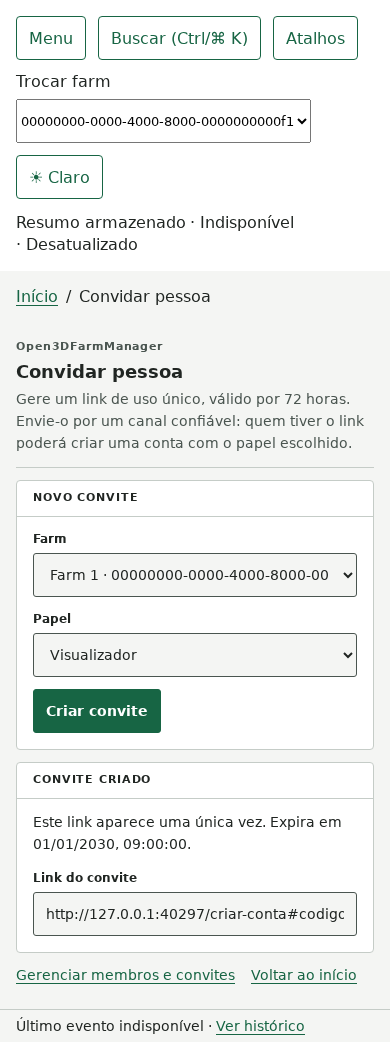 Menu Buscar (Ctrl/⌘ K) Atalhos
Trocar farm
00000000-0000-4000-8000-0000000000f1
☀ Claro
Resumo armazenado · Indisponível
· Desatualizado
Início / Convidar pessoa
Open3DFarmManager
Convidar pessoa
Gere um link de uso único, válido por 72 horas.
Envie-o por um canal confiável: quem tiver o link
poderá criar uma conta com o papel escolhido.
NOVO CONVITE
Farm
Farm 1 · 00000000-0000-4000-8000-00
Papel
Visualizador
Criar convite
CONVITE CRIADO
Este link aparece uma única vez. Expira em
01/01/2030, 09:00:00.
Link do convite
http://127.0.0.1:40297/criar-conta#codigo
Gerenciar membros e convites Voltar ao início
Último evento indisponível · Ver histórico